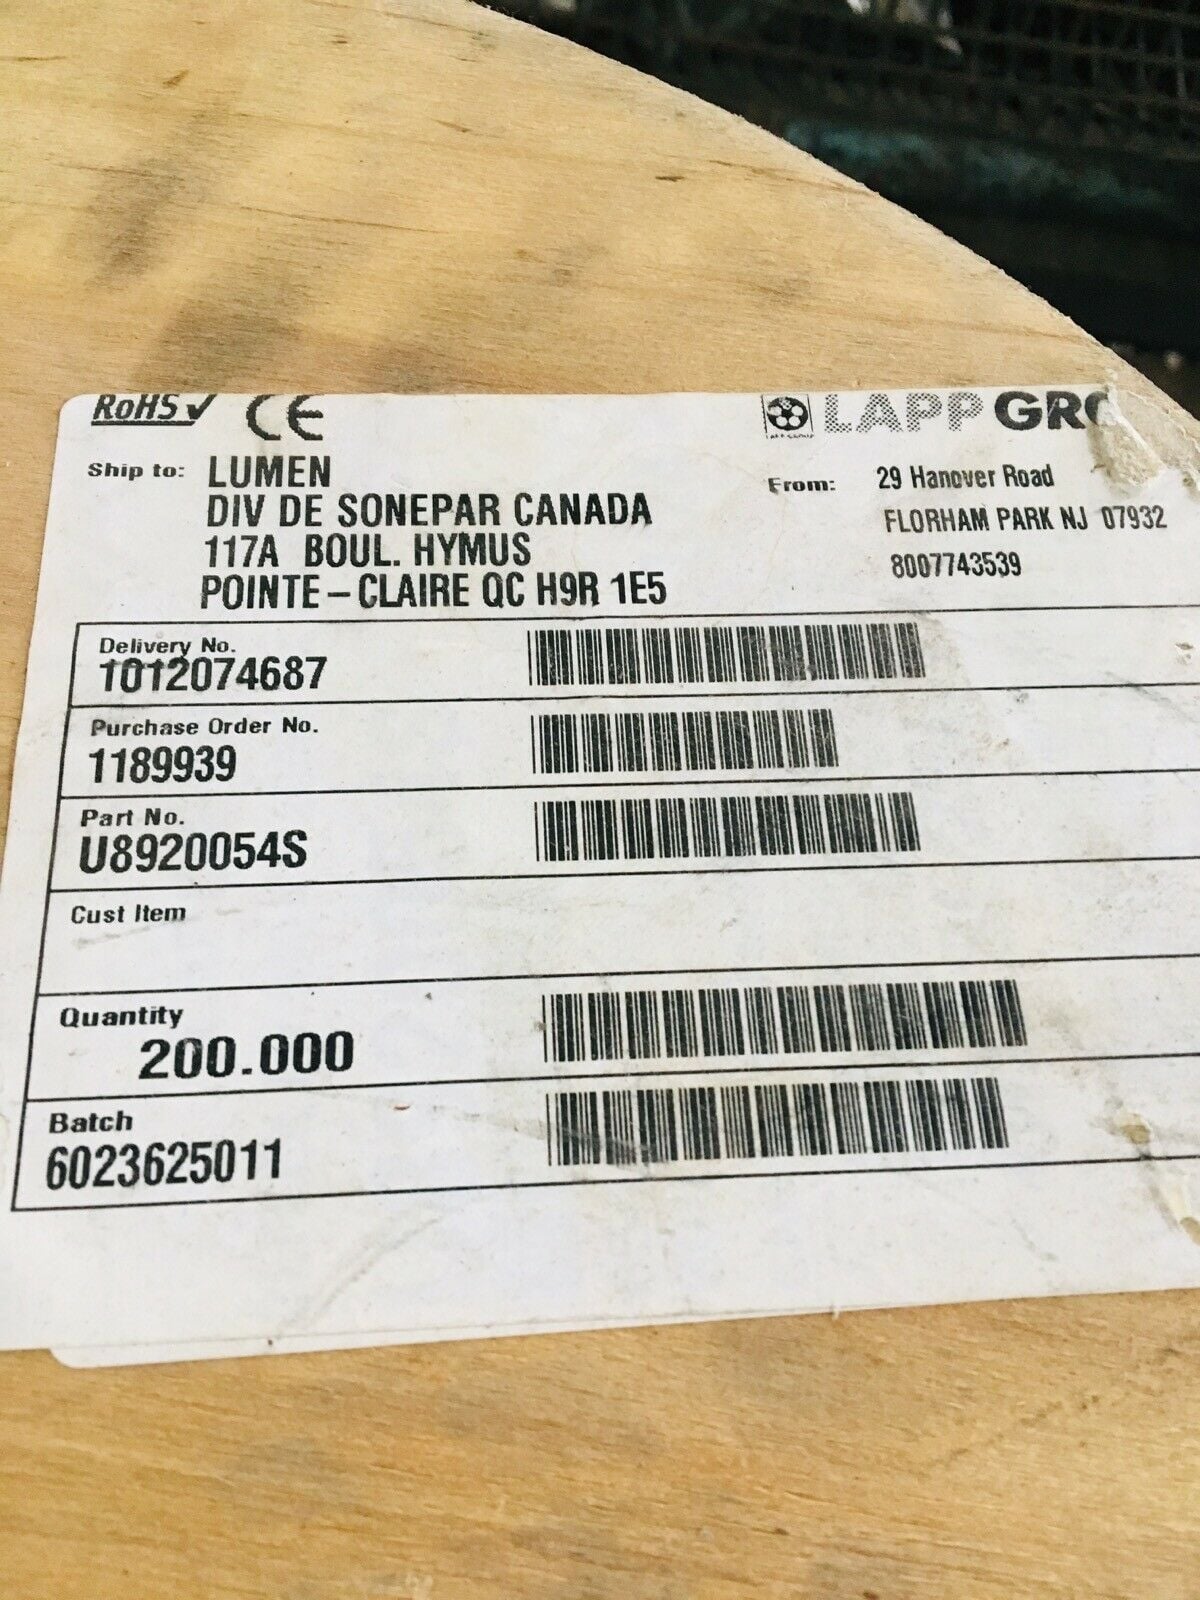 RoHS CE
LAPP GRO
Ship to: LUMEN
DIV DE SONEPAR CANADA
117A BOUL. HYMUS
POINTE-CLAIRE QC H9R 1E5
From: 29 Hanover Road
FLORHAM PARK NJ 07932
8007743539
Delivery No.
1012074687
Purchase Order No.
1189939
Part No.
U8920054S
Cust Item
Quantity
200.000
Batch
6023625011